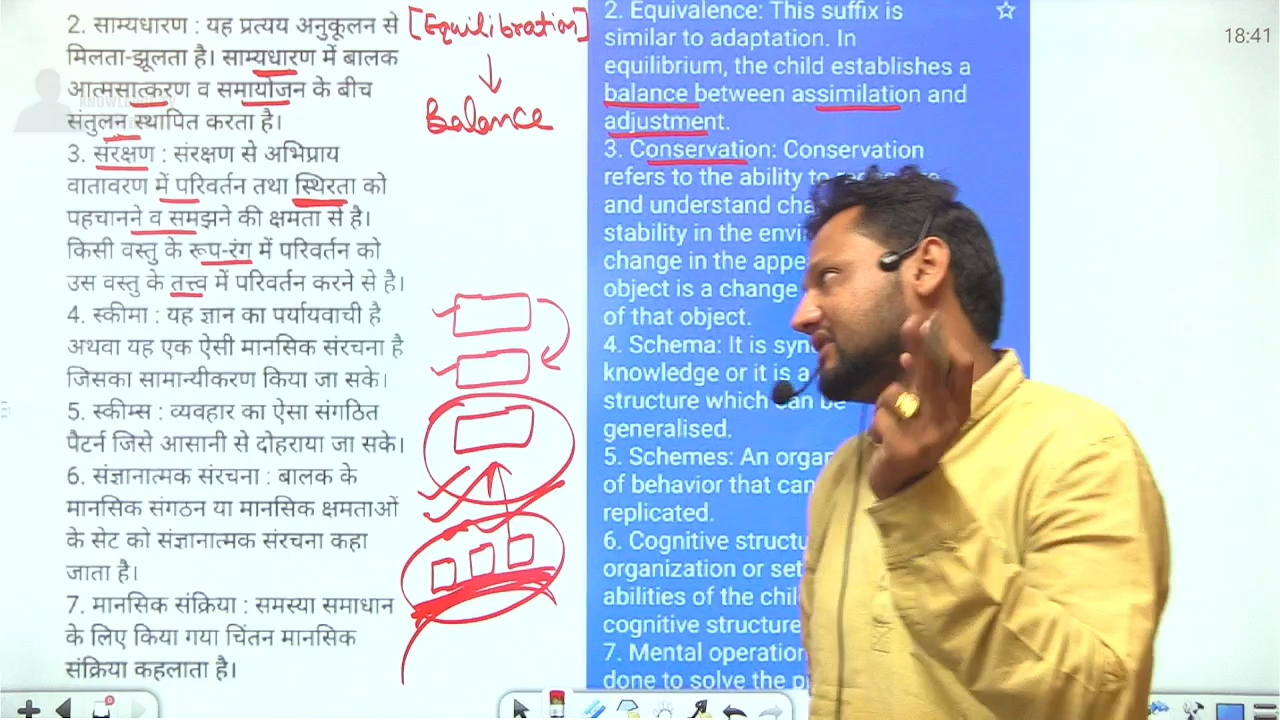 2. साम्यधारण : यह प्रत्यय अनुकूलन से
मिलता-झूलता है। साम्यधारण में बालक
आत्मसात्करण व समायोजन के बीच
संतुलन स्थापित करता है।
3. संरक्षण : संरक्षण से अभिप्राय
वातावरण में परिवर्तन तथा स्थिरता को
पहचानने व समझने की क्षमता से है।
किसी वस्तु के रूप-रंग में परिवर्तन को
उस वस्तु के तत्त्व में परिवर्तन करने से है।
4. स्कीमा : यह ज्ञान का पर्यायवाची है
अथवा यह एक ऐसी मानसिक संरचना है
जिसका सामान्यीकरण किया जा सके।
5. स्कीम्स : व्यवहार का ऐसा संगठित
पैटर्न जिसे आसानी से दोहराया जा सके।
6. संज्ञानात्मक संरचना : बालक के
मानसिक संगठन या मानसिक क्षमताओं
के सेट को संज्ञानात्मक संरचना कहा
जाता है।
7. मानसिक संक्रिया : समस्या समाधान
के लिए किया गया चिंतन मानसिक
संक्रिया कहलाता है।
[Equilibration]
Balance
2. Equivalence: This suffix is
similar to adaptation. In
equilibrium, the child establishes a
balance between assimilation and
adjustment.
3. Conservation: Conservation
refers to the ability to
and understand
stability in the
change in the
object is a change
of that object.
4. Schema: It is
knowledge or it is a
structure which can be
generalised.
5. Schemes: An
of behavior that can
replicated.
6. Cognitive
organization or set
abilities of the
cognitive structure
7. Mental operation
done to solve the
18:41